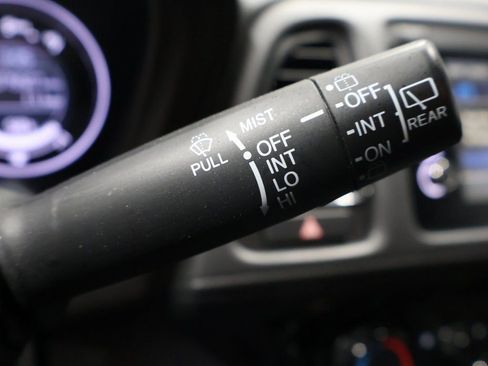 MIST
OFF
INT
LO
HI
PULL
OFF
INT
ON
REAR